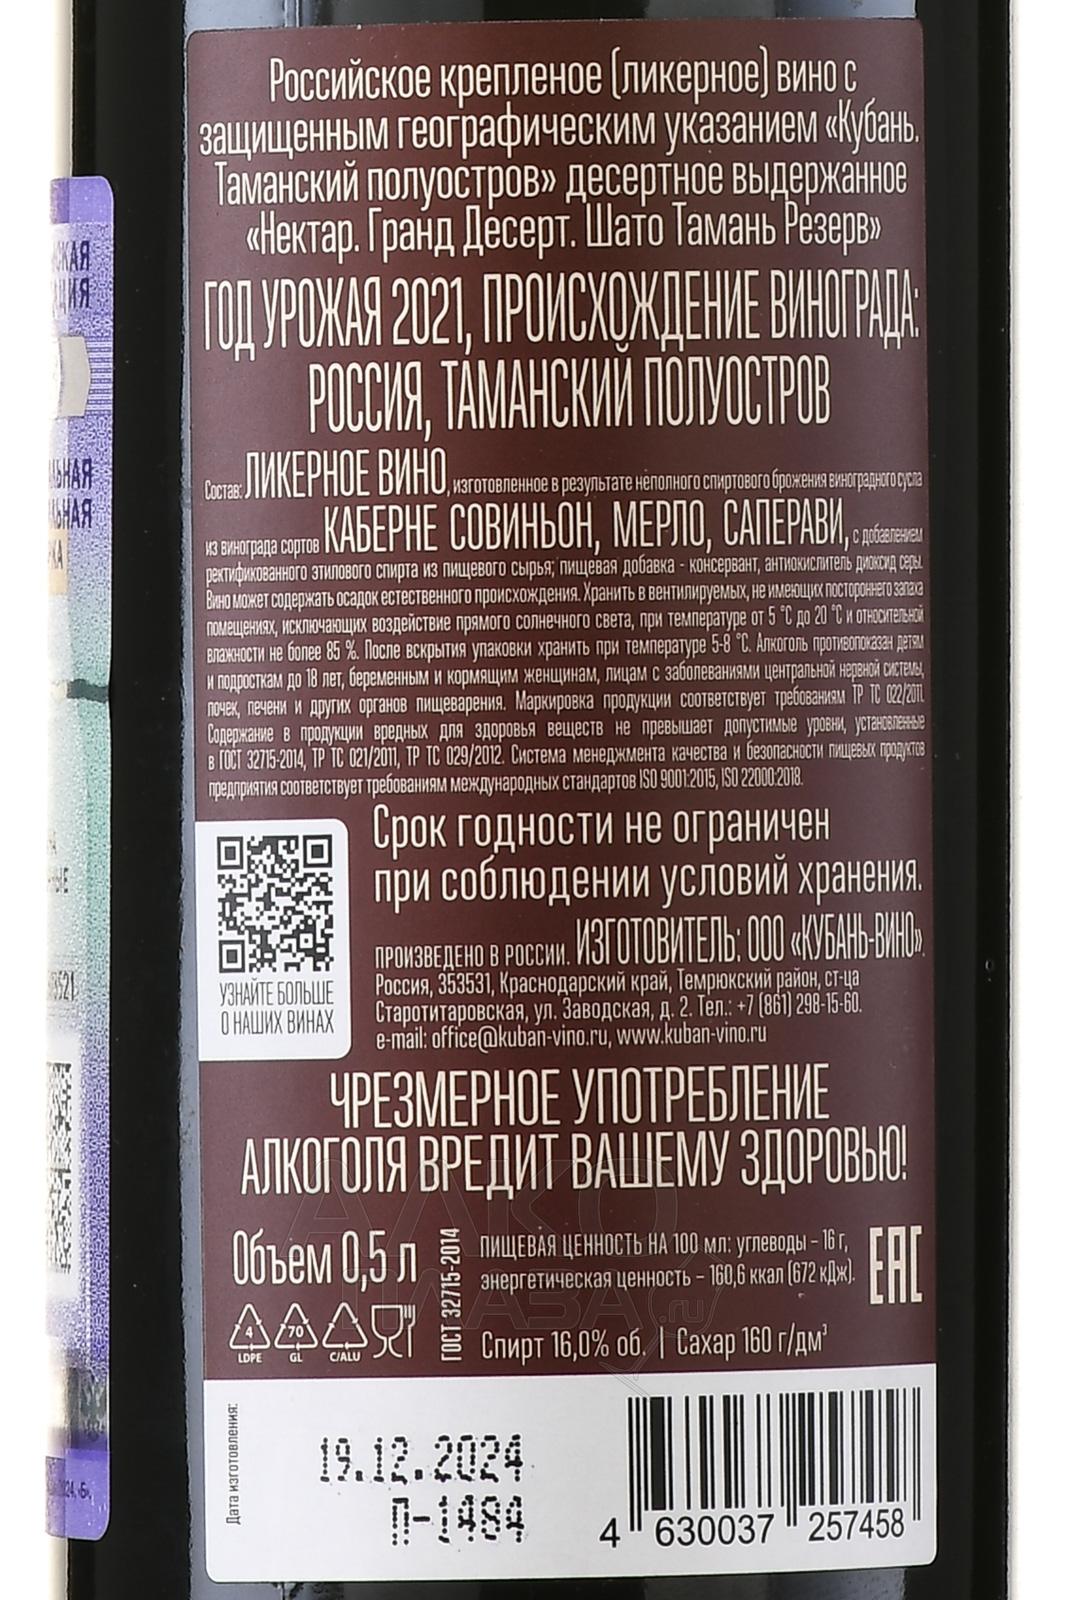 Российское крепленое (ликерное) вино с
защищенным географическим указанием «Кубань.
Таманский полуостров» десертное выдержанное
«Нектар. Гранд Десерт. Шато Тамань Резерв»
ГОД УРОЖАЯ 2021, ПРОИСХОЖДЕНИЕ ВИНОГРАДА:
РОССИЯ, ТАМАНСКИЙ ПОЛУОСТРОВ
Состав: ЛИКЕРНОЕ ВИНО, изготовленное в результате неполного спиртового брожения виноградного сусла
из винограда сортов КАБЕРНЕ СОВИНЬОН, МЕРЛО, САПЕРАВИ, с добавлением
ректификованного этилового спирта из пищевого сырья; пищевая добавка - консервант, антиокислитель диоксид серы.
Вино может содержать осадок естественного происхождения. Хранить в вентилируемых, не имеющих постороннего запаха
помещениях, исключающих воздействие прямого солнечного света, при температуре от 5 °C до 20 °C и относительной
влажности не более 85 %. После вскрытия упаковки хранить при температуре 5-8 °C. Алкоголь противопоказан детям
и подросткам до 18 лет, беременным и кормящим женщинам, лицам с заболеваниями центральной нервной системы,
почек, печени и других органов пищеварения. Маркировка продукции соответствует требованиям ТР ТС 022/2011.
Содержание в продукции вредных для здоровья веществ не превышает допустимые уровни, установленные
в ГОСТ 32715-2014, ТР ТС 021/2011, ТР ТС 029/2012. Система менеджмента качества и безопасности пищевых продуктов
предприятия соответствует требованиям международных стандартов ISO 9001:2015, ISO 22000:2018.
Срок годности не ограничен
при соблюдении условий хранения.
ПРОИЗВЕДЕНО В РОССИИ. ИЗГОТОВИТЕЛЬ: ООО «КУБАНЬ-ВИНО».
Россия, 353531, Краснодарский край, Темрюкский район, ст-ца
Старотитаровская, ул. Заводская, д. 2. Тел.: +7 (861) 298-15-60.
e-mail: office@kuban-vino.ru, www.kuban-vino.ru
УЗНАЙТЕ БОЛЬШЕ
О НАШИХ ВИНАХ
ЧРЕЗМЕРНОЕ УПОТРЕБЛЕНИЕ
АЛКОГОЛЯ ВРЕДИТ ВАШЕМУ ЗДОРОВЬЮ!
Объем 0,5 л
ГОСТ 32715-2014
ПИЩЕВАЯ ЦЕННОСТЬ НА 100 мл: углеводы – 16 г,
энергетическая ценность – 160,6 ккал (672 кДж).
EAC
4 70
LDPE GL C/ALU
Спирт 16,0% об. | Сахар 160 г/дм³
АЛКО
ПЛАЗА.ru
Дата изготовления:
19.12.2024
П-1484
4 630037 257458